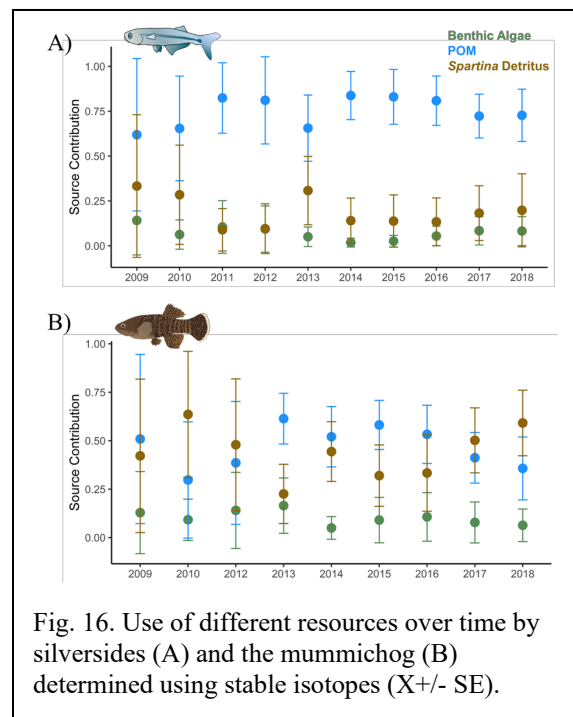 A)
Benthic Algae
POM
Spartina Detritus
Source Contribution
1.00
0.75
0.50
0.25
0.00
2009 2010 2011 2012 2013 2014 2015 2016 2017 2018
B)
Source Contribution
1.00
0.75
0.50
0.25
0.00
2009 2010 2012 2013 2014 2015 2016 2017 2018
Fig. 16. Use of different resources over time by
silversides (A) and the mummichog (B)
determined using stable isotopes (X+/- SE).